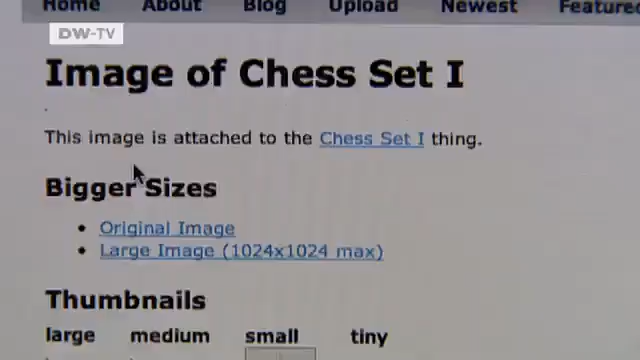 Home About Blog Upload Newest Featured
DW-TV
Image of Chess Set I
.
This image is attached to the Chess Set I thing.
Bigger Sizes
• Original Image
• Large Image (1024x1024 max)
Thumbnails
large medium small tiny